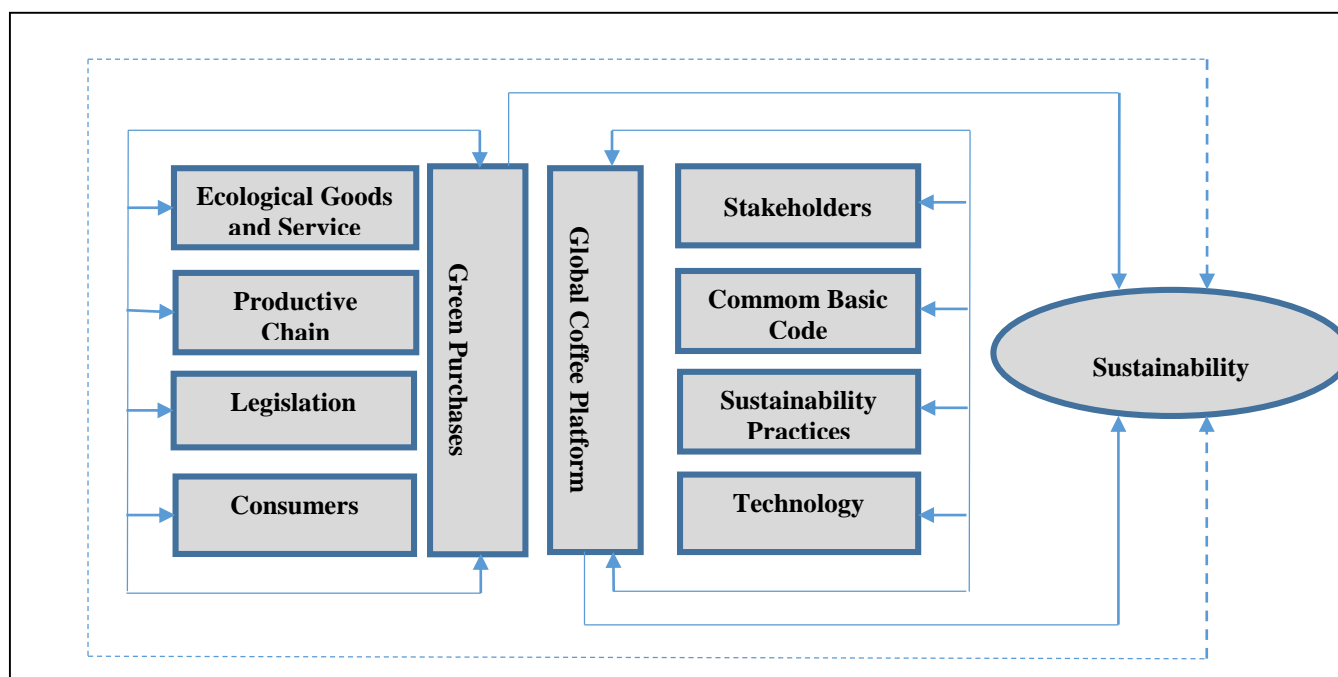 Ecological Goods
and Service
Productive
Chain
Legislation
Consumers
Green Purchases
Global Coffee Platform
Stakeholders
Commom Basic
Code
Sustainability
Practices
Technology
Sustainability